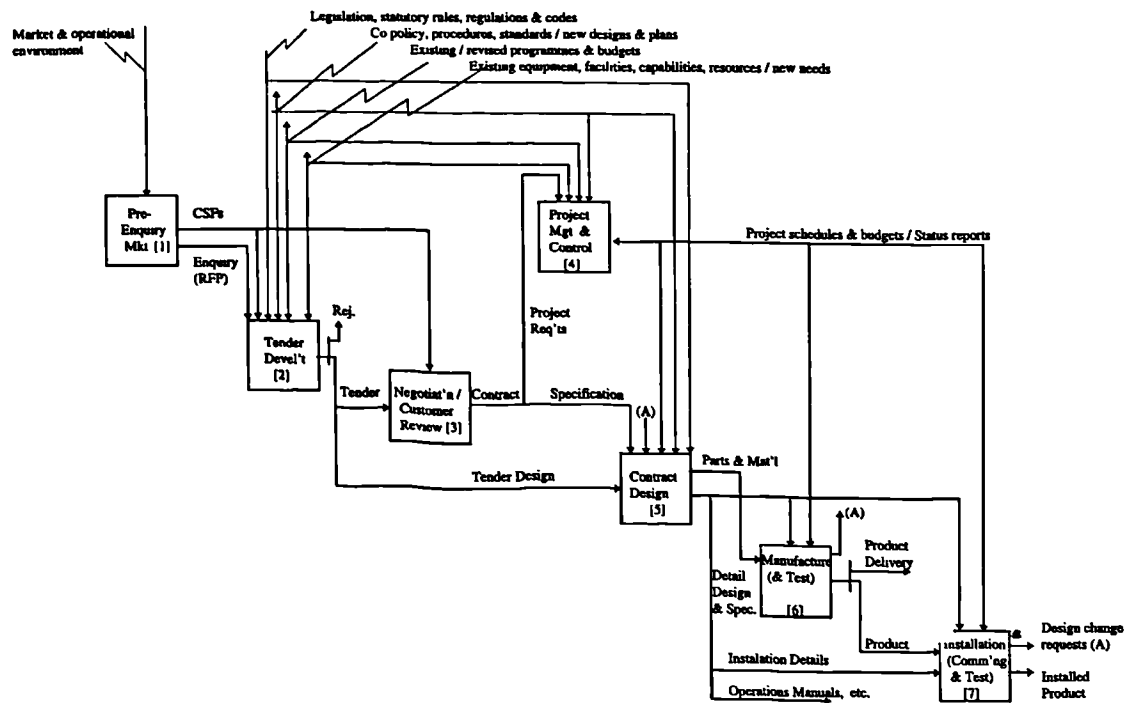 Legislation, statutory rules, regulations & codes
Market & operational
environment
Co policy, procedures, standards / new designs & plans
Existing / revised programmes & budgets
Existing equipment, facilities, capabilities, resources / new needs
Pre-
Enquiry
Mkt [1]
CSFs
Enquiry
(RFP)
Project
Mgt &
Control
[4]
Project schedules & budgets / Status reports
Rej.
Project
Req'ts
Tender
Devel't
[2]
Tender
Negotiat'n /
Customer
Review [3]
Contract
Specification
(A)
Tender Design
Contract
Design
[5]
Parts & Mat'l
(A)
Manufacture
(& Test)
[6]
Product
Delivery
Detail
Design
& Spec.
Product
Instalation Details
Operations Manuals, etc.
&
Installation
(Comm'ng
& Test)
[7]
Design change
requests (A)
Installed
Product